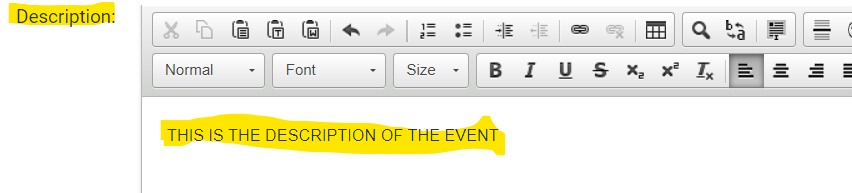 Description:
Normal Font Size
THIS IS THE DESCRIPTION OF THE EVENT